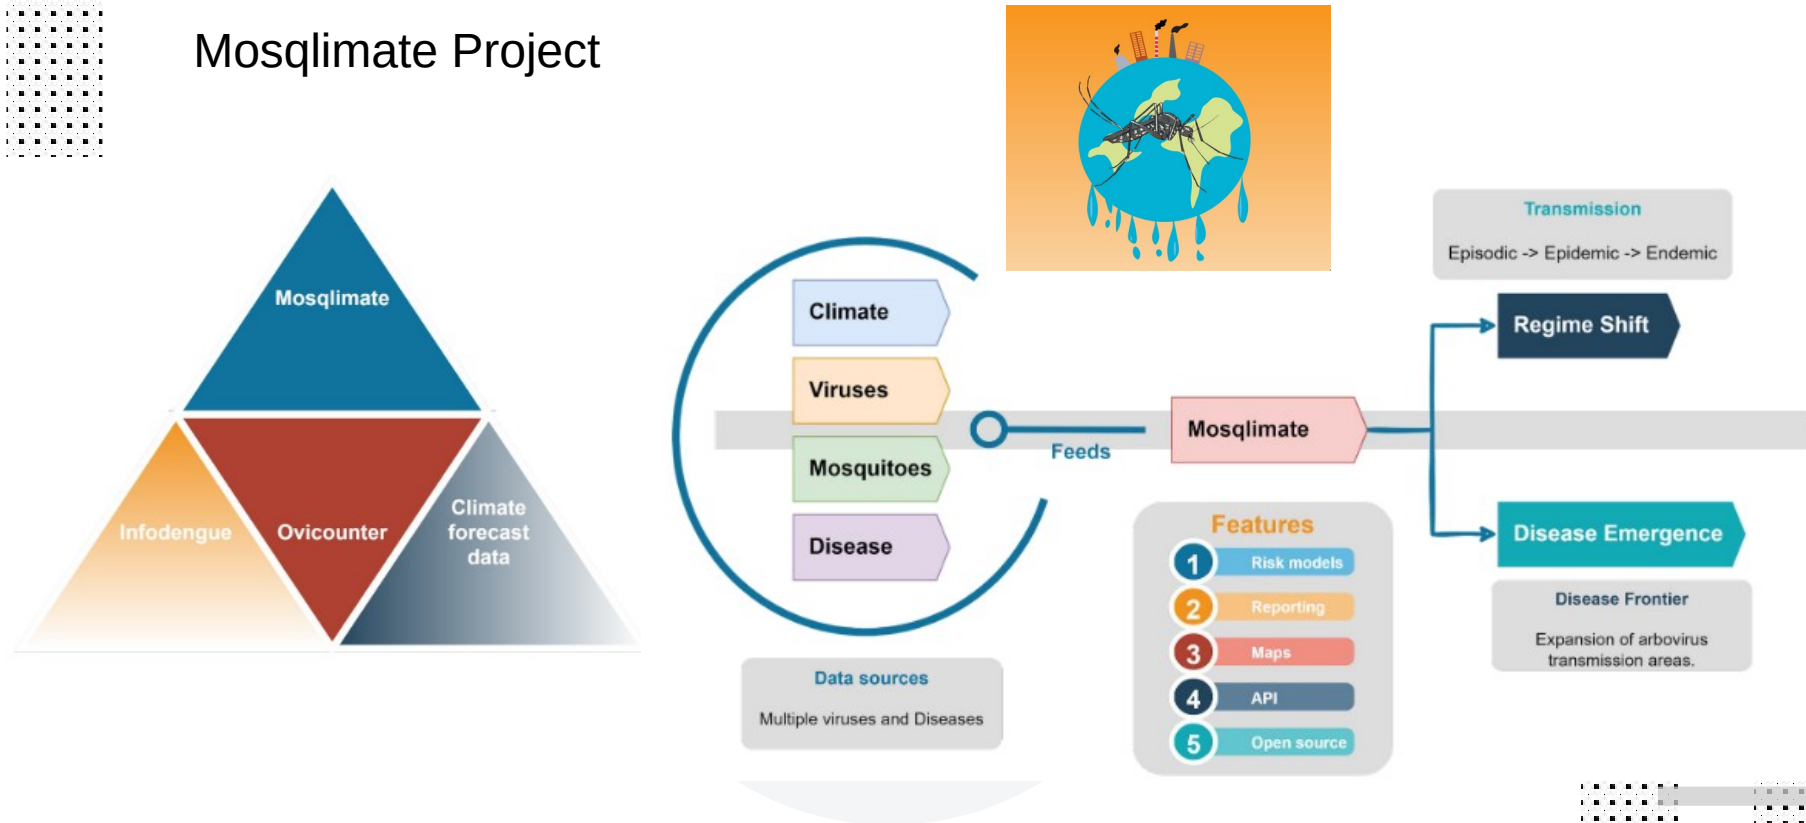 Mosqlimate Project
Mosqlimate
Infodengue
Ovicounter
Climate
forecast
data
Climate
Viruses
Mosquitoes
Disease
Data sources
Multiple viruses and Diseases
Feeds
Mosqlimate
Features
1 Risk models
2 Reporting
3 Maps
4 API
5 Open source
Transmission
Episodic -> Epidemic -> Endemic
Regime Shift
Disease Emergence
Disease Frontier
Expansion of arbovirus
transmission areas.